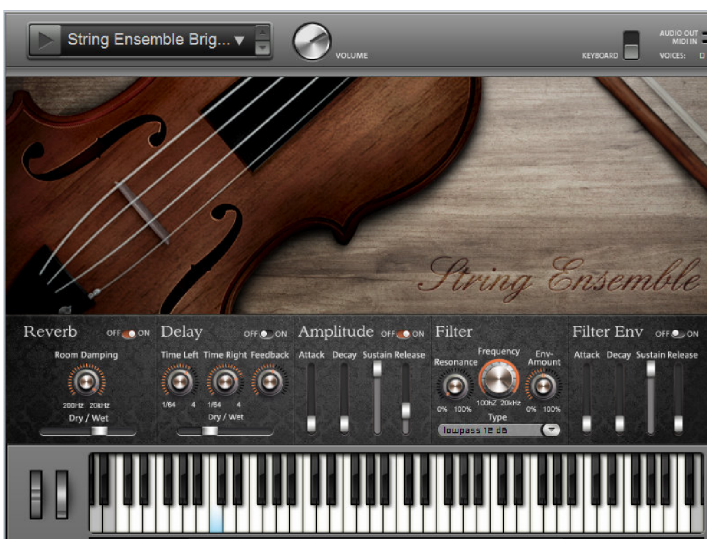 String Ensemble Brig...
VOLUME
KEYBOARD
AUDIO OUT
MIDI IN
VOICES: D
String Ensemble
Reverb OFF ON
Room Damping
200Hz 20kHz
Dry / Wet
Delay OFF ON
Time Left Time Right Feedback
1/64 4 1/64 4
Dry / Wet
Amplitude OFF ON
Attack Decay Sustain Release
Filter
Resonance Frequency Env-Amount
0% 100% 100hZ 20kHz 0% 100%
Type
lowpass 12 dB
Filter Env OFF ON
Attack Decay Sustain Release